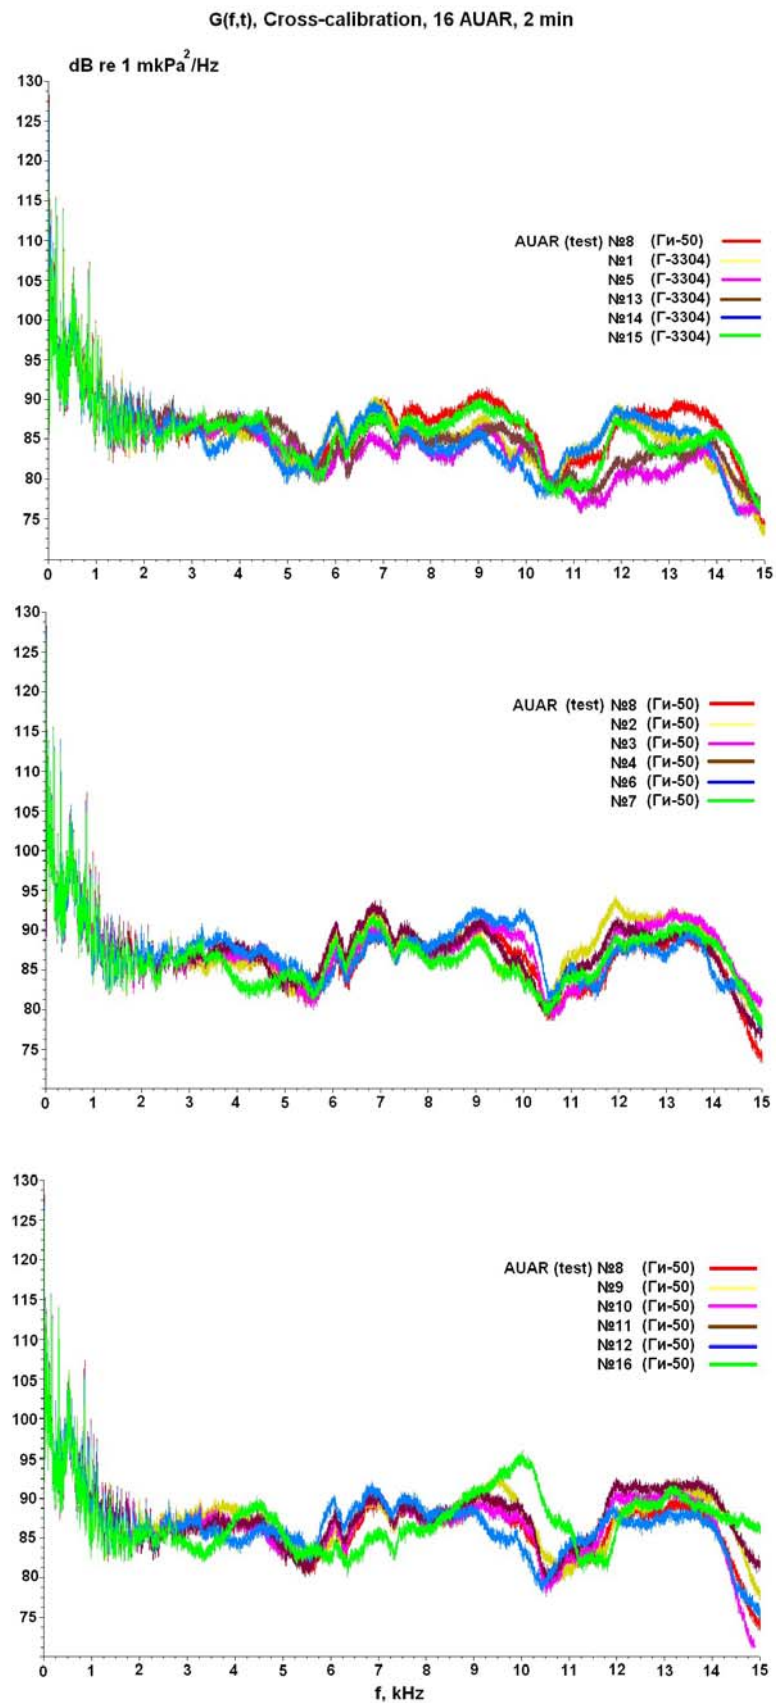 G(f,t), Cross-calibration, 16 AUAR, 2 min
dB re 1 mkPa²/Hz
130
125
120
115
110
105
100
95
90
85
80
75
0 1 2 3 4 5 6 7 8 9 10 11 12 13 14 15
AUAR (test) №8 (Ги-50)
№1 (Г-3304)
№5 (Г-3304)
№13 (Г-3304)
№14 (Г-3304)
№15 (Г-3304)
130
125
120
115
110
105
100
95
90
85
80
75
0 1 2 3 4 5 6 7 8 9 10 11 12 13 14 15
AUAR (test) №8 (Ги-50)
№2 (Ги-50)
№3 (Ги-50)
№4 (Ги-50)
№6 (Ги-50)
№7 (Ги-50)
130
125
120
115
110
105
100
95
90
85
80
75
0 1 2 3 4 5 6 7 8 9 10 11 12 13 14 15
AUAR (test) №8 (Ги-50)
№9 (Ги-50)
№10 (Ги-50)
№11 (Ги-50)
№12 (Ги-50)
№16 (Ги-50)
f, kHz